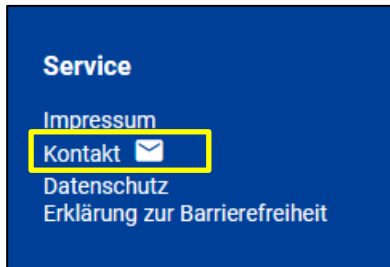 Service
Impressum
Kontakt
Datenschutz
Erklärung zur Barrierefreiheit